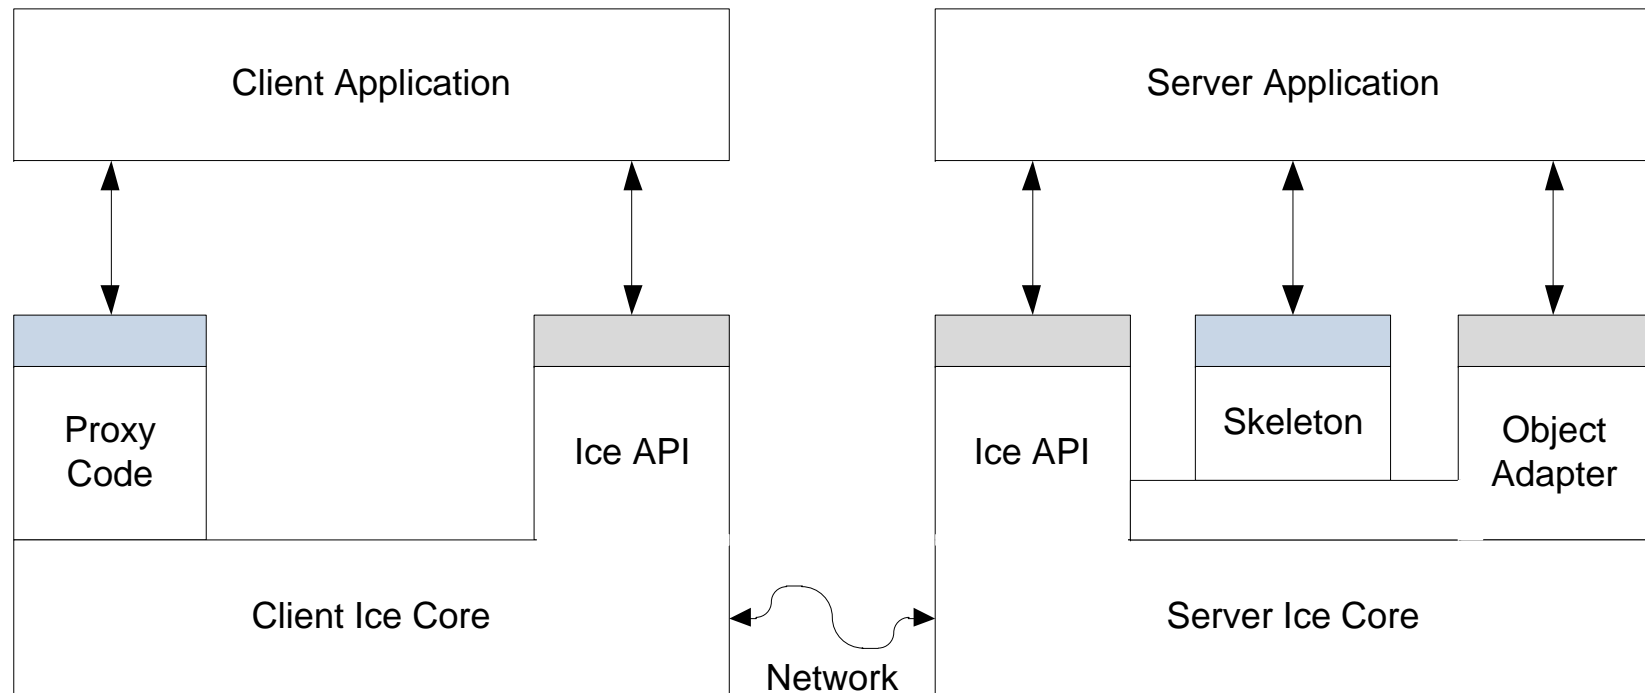 Client Application
Server Application
Proxy
Code
Ice API
Ice API
Skeleton
Object
Adapter
Client Ice Core
Server Ice Core
Network